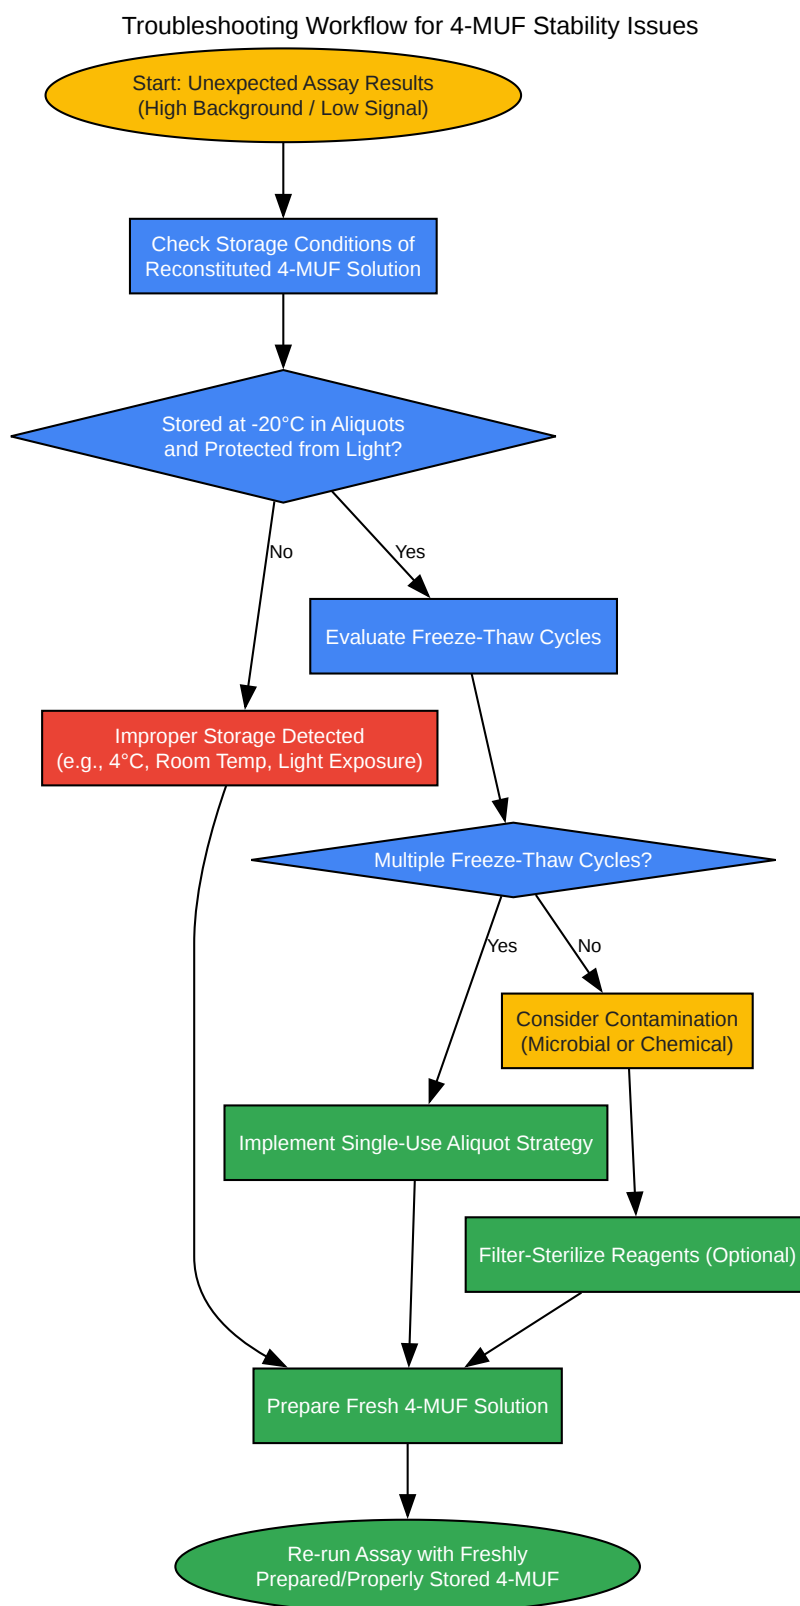 Troubleshooting Workflow for 4-MUF Stability Issues
Start: Unexpected Assay Results
(High Background / Low Signal)
Check Storage Conditions of
Reconstituted 4-MUF Solution
Stored at -20°C in Aliquots
and Protected from Light?
No
Yes
Evaluate Freeze-Thaw Cycles
Improper Storage Detected
(e.g., 4°C, Room Temp, Light Exposure)
Multiple Freeze-Thaw Cycles?
Yes
No
Consider Contamination
(Microbial or Chemical)
Implement Single-Use Aliquot Strategy
Filter-Sterilize Reagents (Optional)
Prepare Fresh 4-MUF Solution
Re-run Assay with Freshly
Prepared/Properly Stored 4-MUF